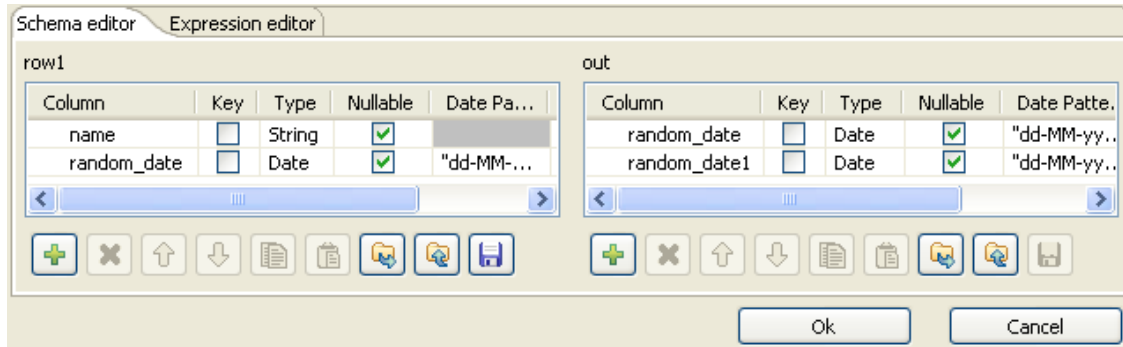 Schema editor Expression editor
row1
Column Key Type Nullable Date Pa...
name String
random_date Date "dd-MM-...
out
Column Key Type Nullable Date Patte.
random_date Date "dd-MM-yy..
random_date1 Date "dd-MM-yy..
Ok Cancel